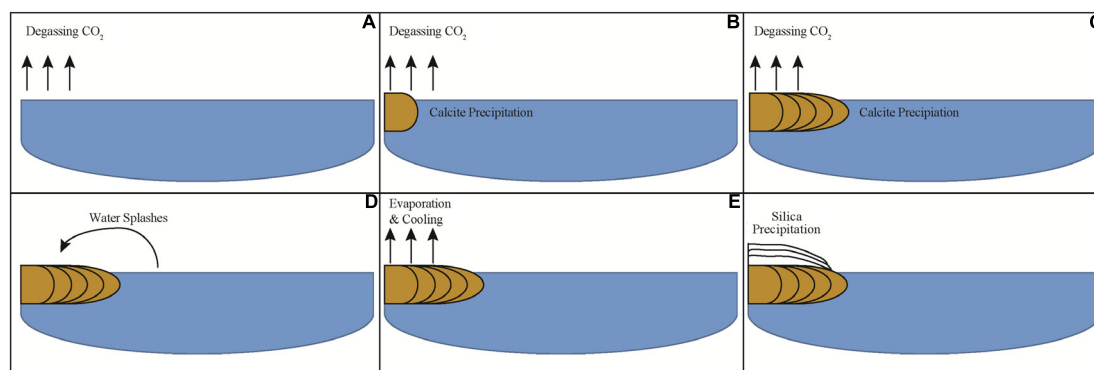 A
Degassing CO₂
B
Degassing CO₂
Calcite Precipitation
C
Degassing CO₂
Calcite Precipiation
D
Water Splashes
E
Evaporation
& Cooling
Silica
Precipitation